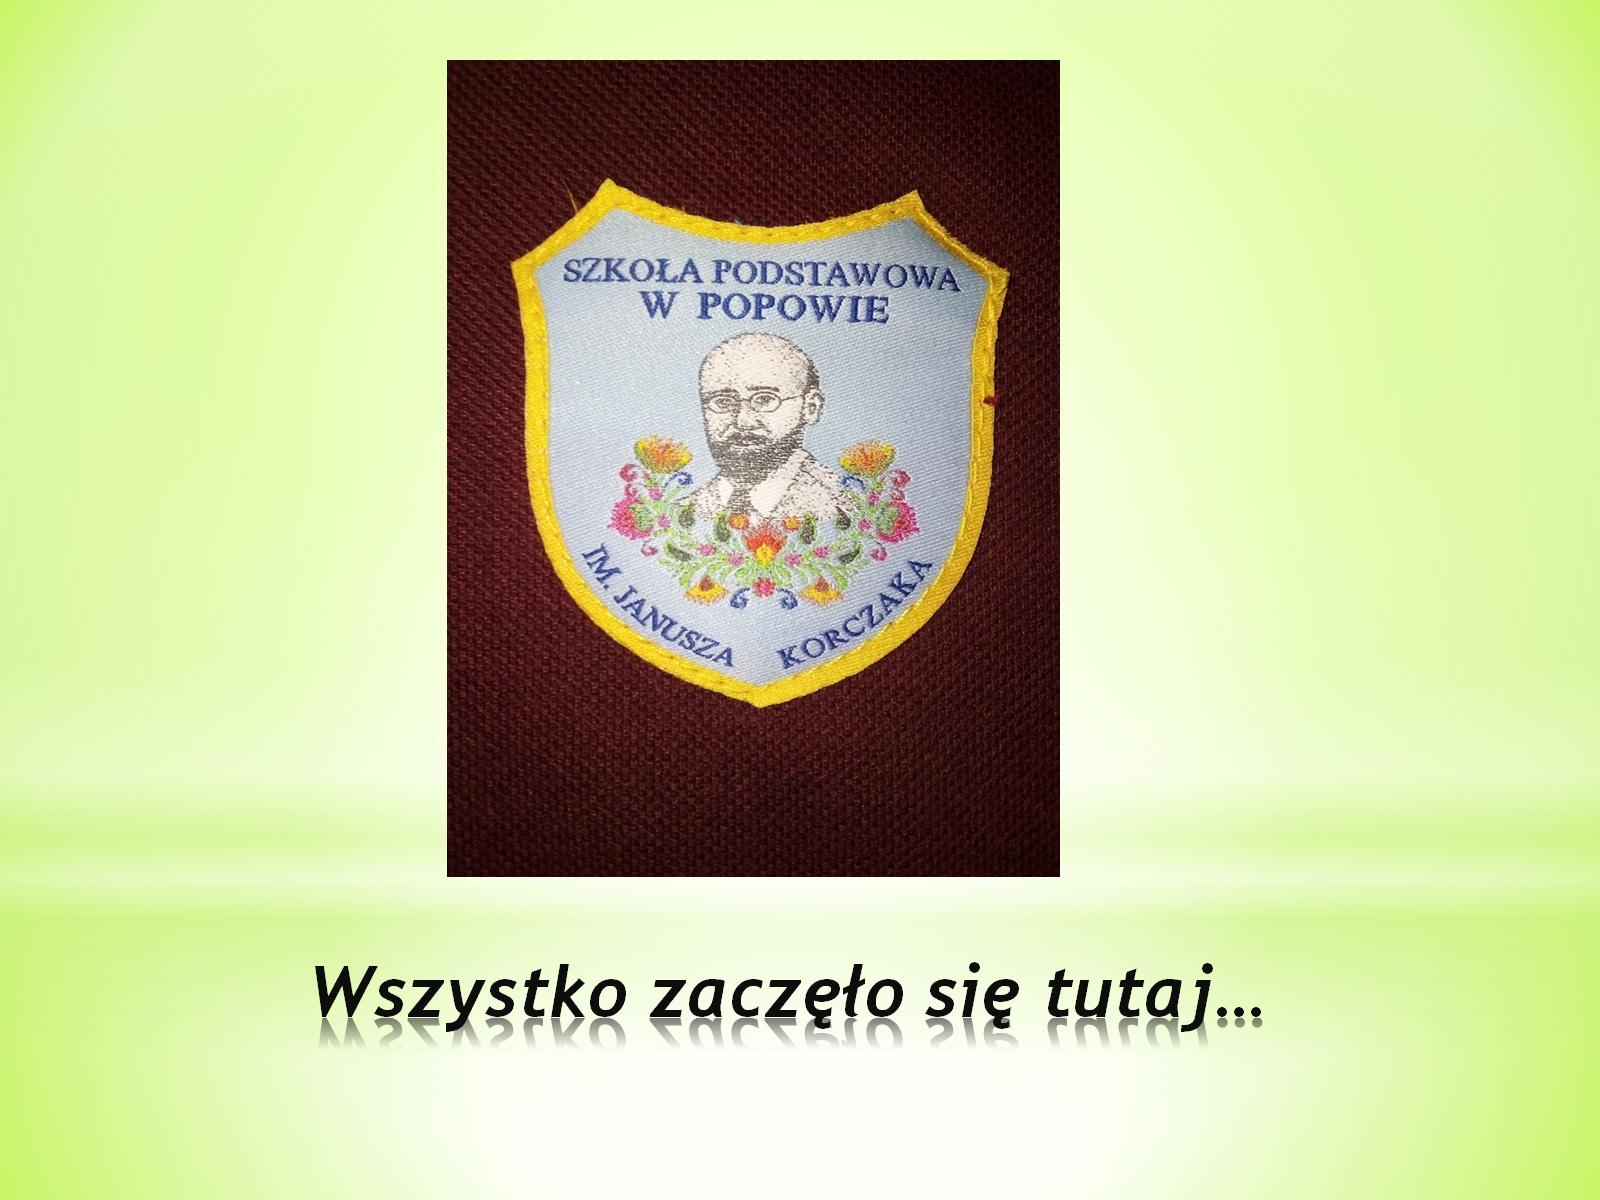 SZKOŁA PODSTAWOWA
W POPOWIE
IM. JANUSZA KORCZAKA
Wszystko zaczęło się tutaj...